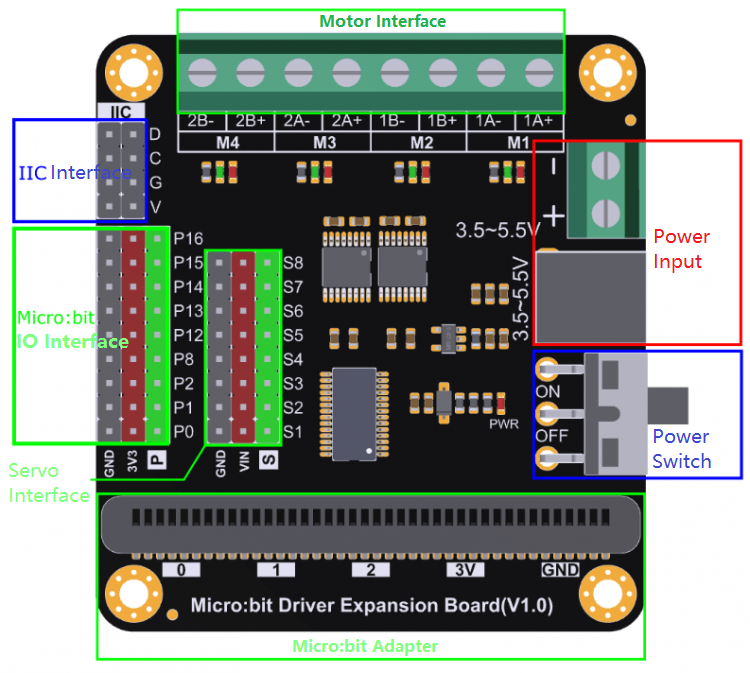 Motor Interface
2B- 2B+ 2A- 2A+ 1B- 1B+ 1A- 1A+
M4 M3 M2 M1
IIC
D
C
G
V
IIC Interface
-
+
3.5~5.5V
3.5~5.5V
Power
Input
P16
P15
P14
P13
P12
P8
P2
P1
P0
Micro:bit
IO Interface
GND 3V3 P
S8
S7
S6
S5
S4
S3
S2
S1
GND VIN S
Servo
Interface
PWR
ON
OFF
Power
Switch
0 1 2 3V GND
Micro:bit Driver Expansion Board(V1.0)
Micro:bit Adapter